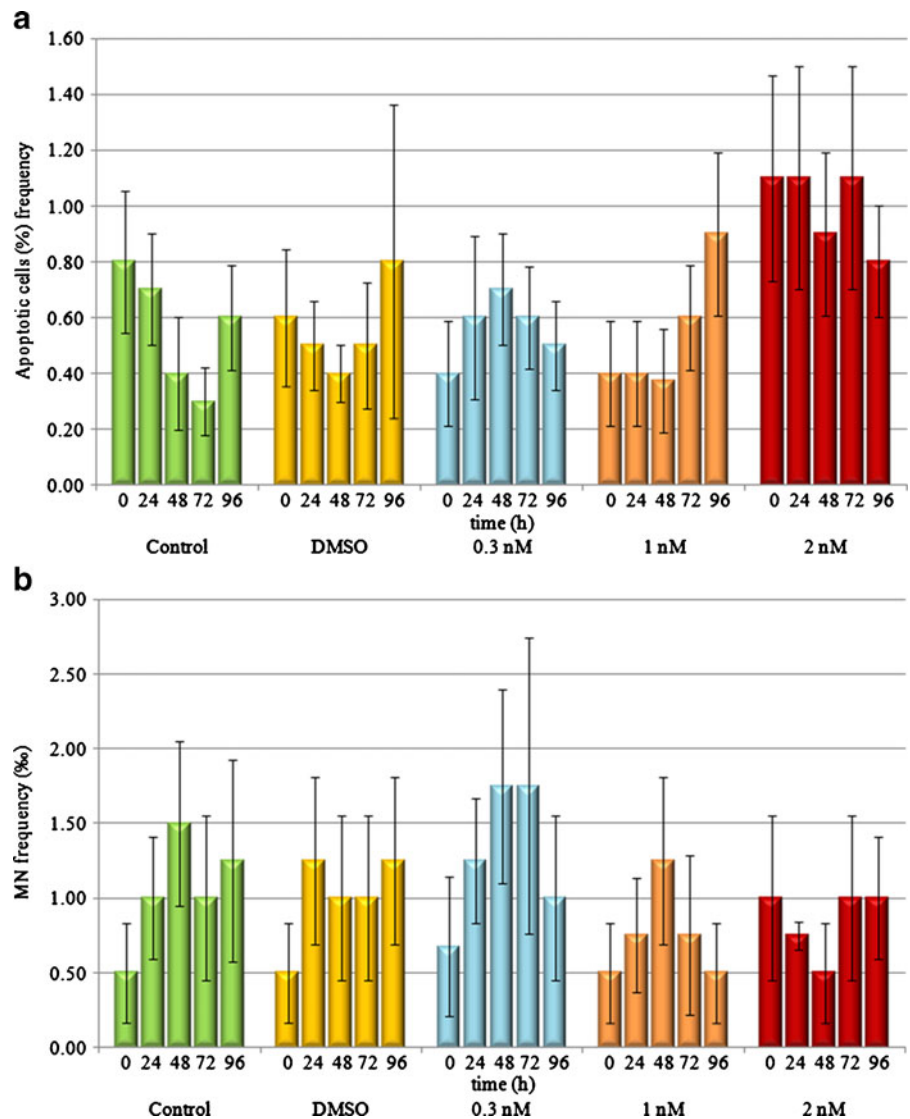 a
Apoptotic cells (%) frequency
1.60
1.40
1.20
1.00
0.80
0.60
0.40
0.20
0.00
0 24 48 72 96 0 24 48 72 96 0 24 48 72 96 0 24 48 72 96 0 24 48 72 96
time (h)
Control DMSO 0.3 nM 1 nM 2 nM
b
MN frequency (‰)
3.00
2.50
2.00
1.50
1.00
0.50
0.00
0 24 48 72 96 0 24 48 72 96 0 24 48 72 96 0 24 48 72 96 0 24 48 72 96
time (h)
Control DMSO 0.3 nM 1 nM 2 nM